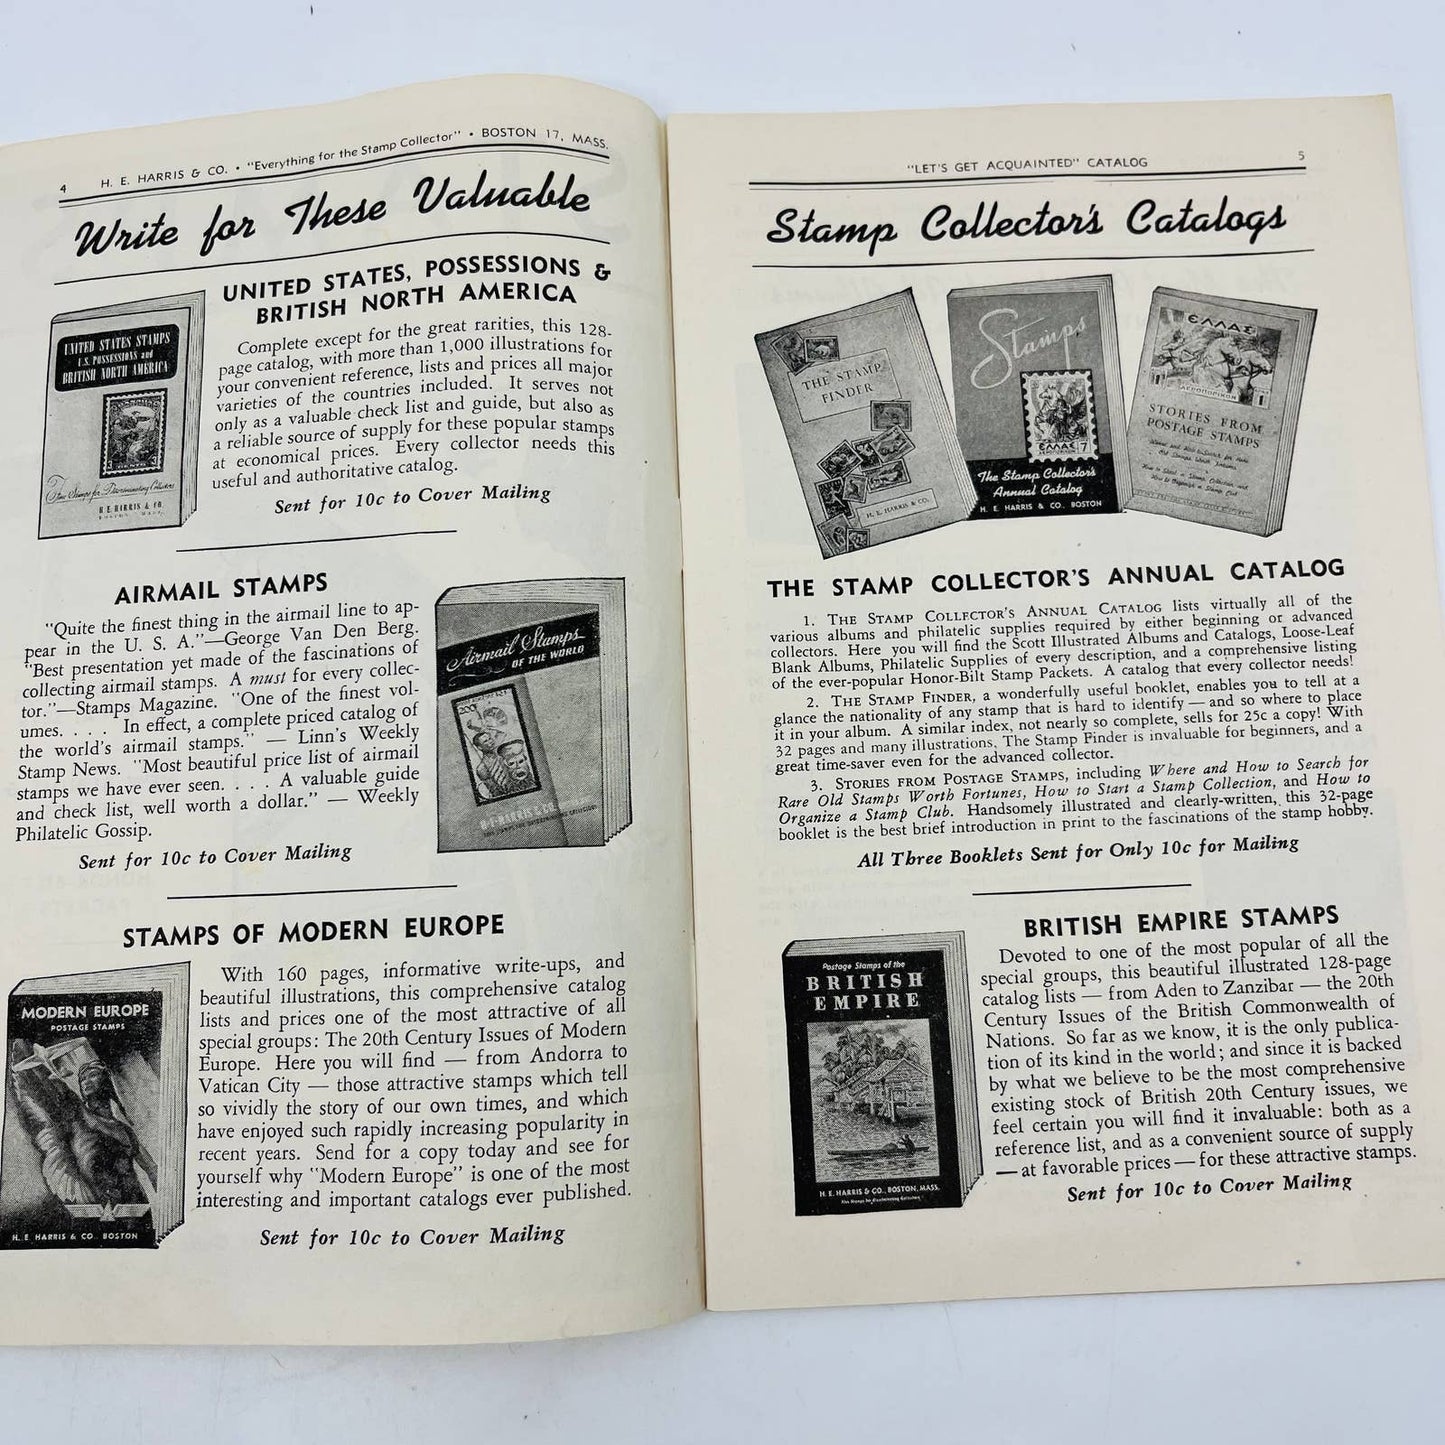 4 H. E. HARRIS & CO. • "Everything for the Stamp Collector" • BOSTON 17, MASS.
Write for These Valuable
UNITED STATES STAMPS
U.S. POSSESSIONS and
BRITISH NORTH AMERICA
Fine Stamps for Discriminating Collectors
H. E. HARRIS & CO.
BOSTON, MASS.
UNITED STATES, POSSESSIONS &
BRITISH NORTH AMERICA
Complete except for the great rarities, this 128-
page catalog, with more than 1,000 illustrations for
your convenient reference, lists and prices all major
varieties of the countries included. It serves not
only as a valuable check list and guide, but also as
a reliable source of supply for these popular stamps
at economical prices. Every collector needs this
useful and authoritative catalog.
Sent for 10c to Cover Mailing
AIRMAIL STAMPS
"Quite the finest thing in the airmail line to ap-
pear in the U. S. A."—George Van Den Berg.
"Best presentation yet made of the fascinations of
collecting airmail stamps. A must for every collec-
tor."—Stamps Magazine. "One of the finest vol-
umes. . . . In effect, a complete priced catalog of
the world's airmail stamps." — Linn's Weekly
Stamp News. "Most beautiful price list of airmail
stamps we have ever seen. . . . A valuable guide
and check list, well worth a dollar." — Weekly
Philatelic Gossip.
Sent for 10c to Cover Mailing
Airmail Stamps
OF THE WORLD
H. E. HARRIS & CO.
STAMPS OF MODERN EUROPE
MODERN EUROPE
POSTAGE STAMPS
H. E. HARRIS & CO. BOSTON
With 160 pages, informative write-ups, and
beautiful illustrations, this comprehensive catalog
lists and prices one of the most attractive of all
special groups: The 20th Century Issues of Modern
Europe. Here you will find — from Andorra to
Vatican City — those attractive stamps which tell
so vividly the story of our own times, and which
have enjoyed such rapidly increasing popularity in
recent years. Send for a copy today and see for
yourself why "Modern Europe" is one of the most
interesting and important catalogs ever published.
Sent for 10c to Cover Mailing
"LET'S GET ACQUAINTED" CATALOG 5
Stamp Collector's Catalogs
THE STAMP
FINDER
H. E. HARRIS & CO.
Stamps
ΕΛΛΑΣ 7
The Stamp Collector's
Annual Catalog
H. E. HARRIS & CO. BOSTON
ΕΛΛΑΣ
STORIES FROM
POSTAGE STAMPS
THE STAMP COLLECTOR'S ANNUAL CATALOG
1. THE STAMP COLLECTOR'S ANNUAL CATALOG lists virtually all of the
various albums and philatelic supplies required by either beginning or advanced
collectors. Here you will find the Scott Illustrated Albums and Catalogs, Loose-Leaf
Blank Albums, Philatelic Supplies of every description, and a comprehensive listing
of the ever-popular Honor-Bilt Stamp Packets. A catalog that every collector needs!
2. THE STAMP FINDER, a wonderfully useful booklet, enables you to tell at a
glance the nationality of any stamp that is hard to identify — and so where to place
it in your album. A similar index, not nearly so complete, sells for 25c a copy! With
32 pages and many illustrations, The Stamp Finder is invaluable for beginners, and a
great time-saver even for the advanced collector.
3. STORIES FROM POSTAGE STAMPS, including Where and How to Search for
Rare Old Stamps Worth Fortunes, How to Start a Stamp Collection, and How to
Organize a Stamp Club. Handsomely illustrated and clearly-written, this 32-page
booklet is the best brief introduction in print to the fascinations of the stamp hobby.
All Three Booklets Sent for Only 10c for Mailing
BRITISH EMPIRE STAMPS
Postage Stamps of the
BRITISH
EMPIRE
H. E. HARRIS & CO., BOSTON, MASS.
Fine Stamps for Discriminating Collectors
Devoted to one of the most popular of all the
special groups, this beautiful illustrated 128-page
catalog lists — from Aden to Zanzibar — the 20th
Century Issues of the British Commonwealth of
Nations. So far as we know, it is the only publica-
tion of its kind in the world; and since it is backed
by what we believe to be the most comprehensive
existing stock of British 20th Century issues, we
feel certain you will find it invaluable: both as a
reference list, and as a convenient source of supply
— at favorable prices — for these attractive stamps.
Sent for 10c to Cover Mailing